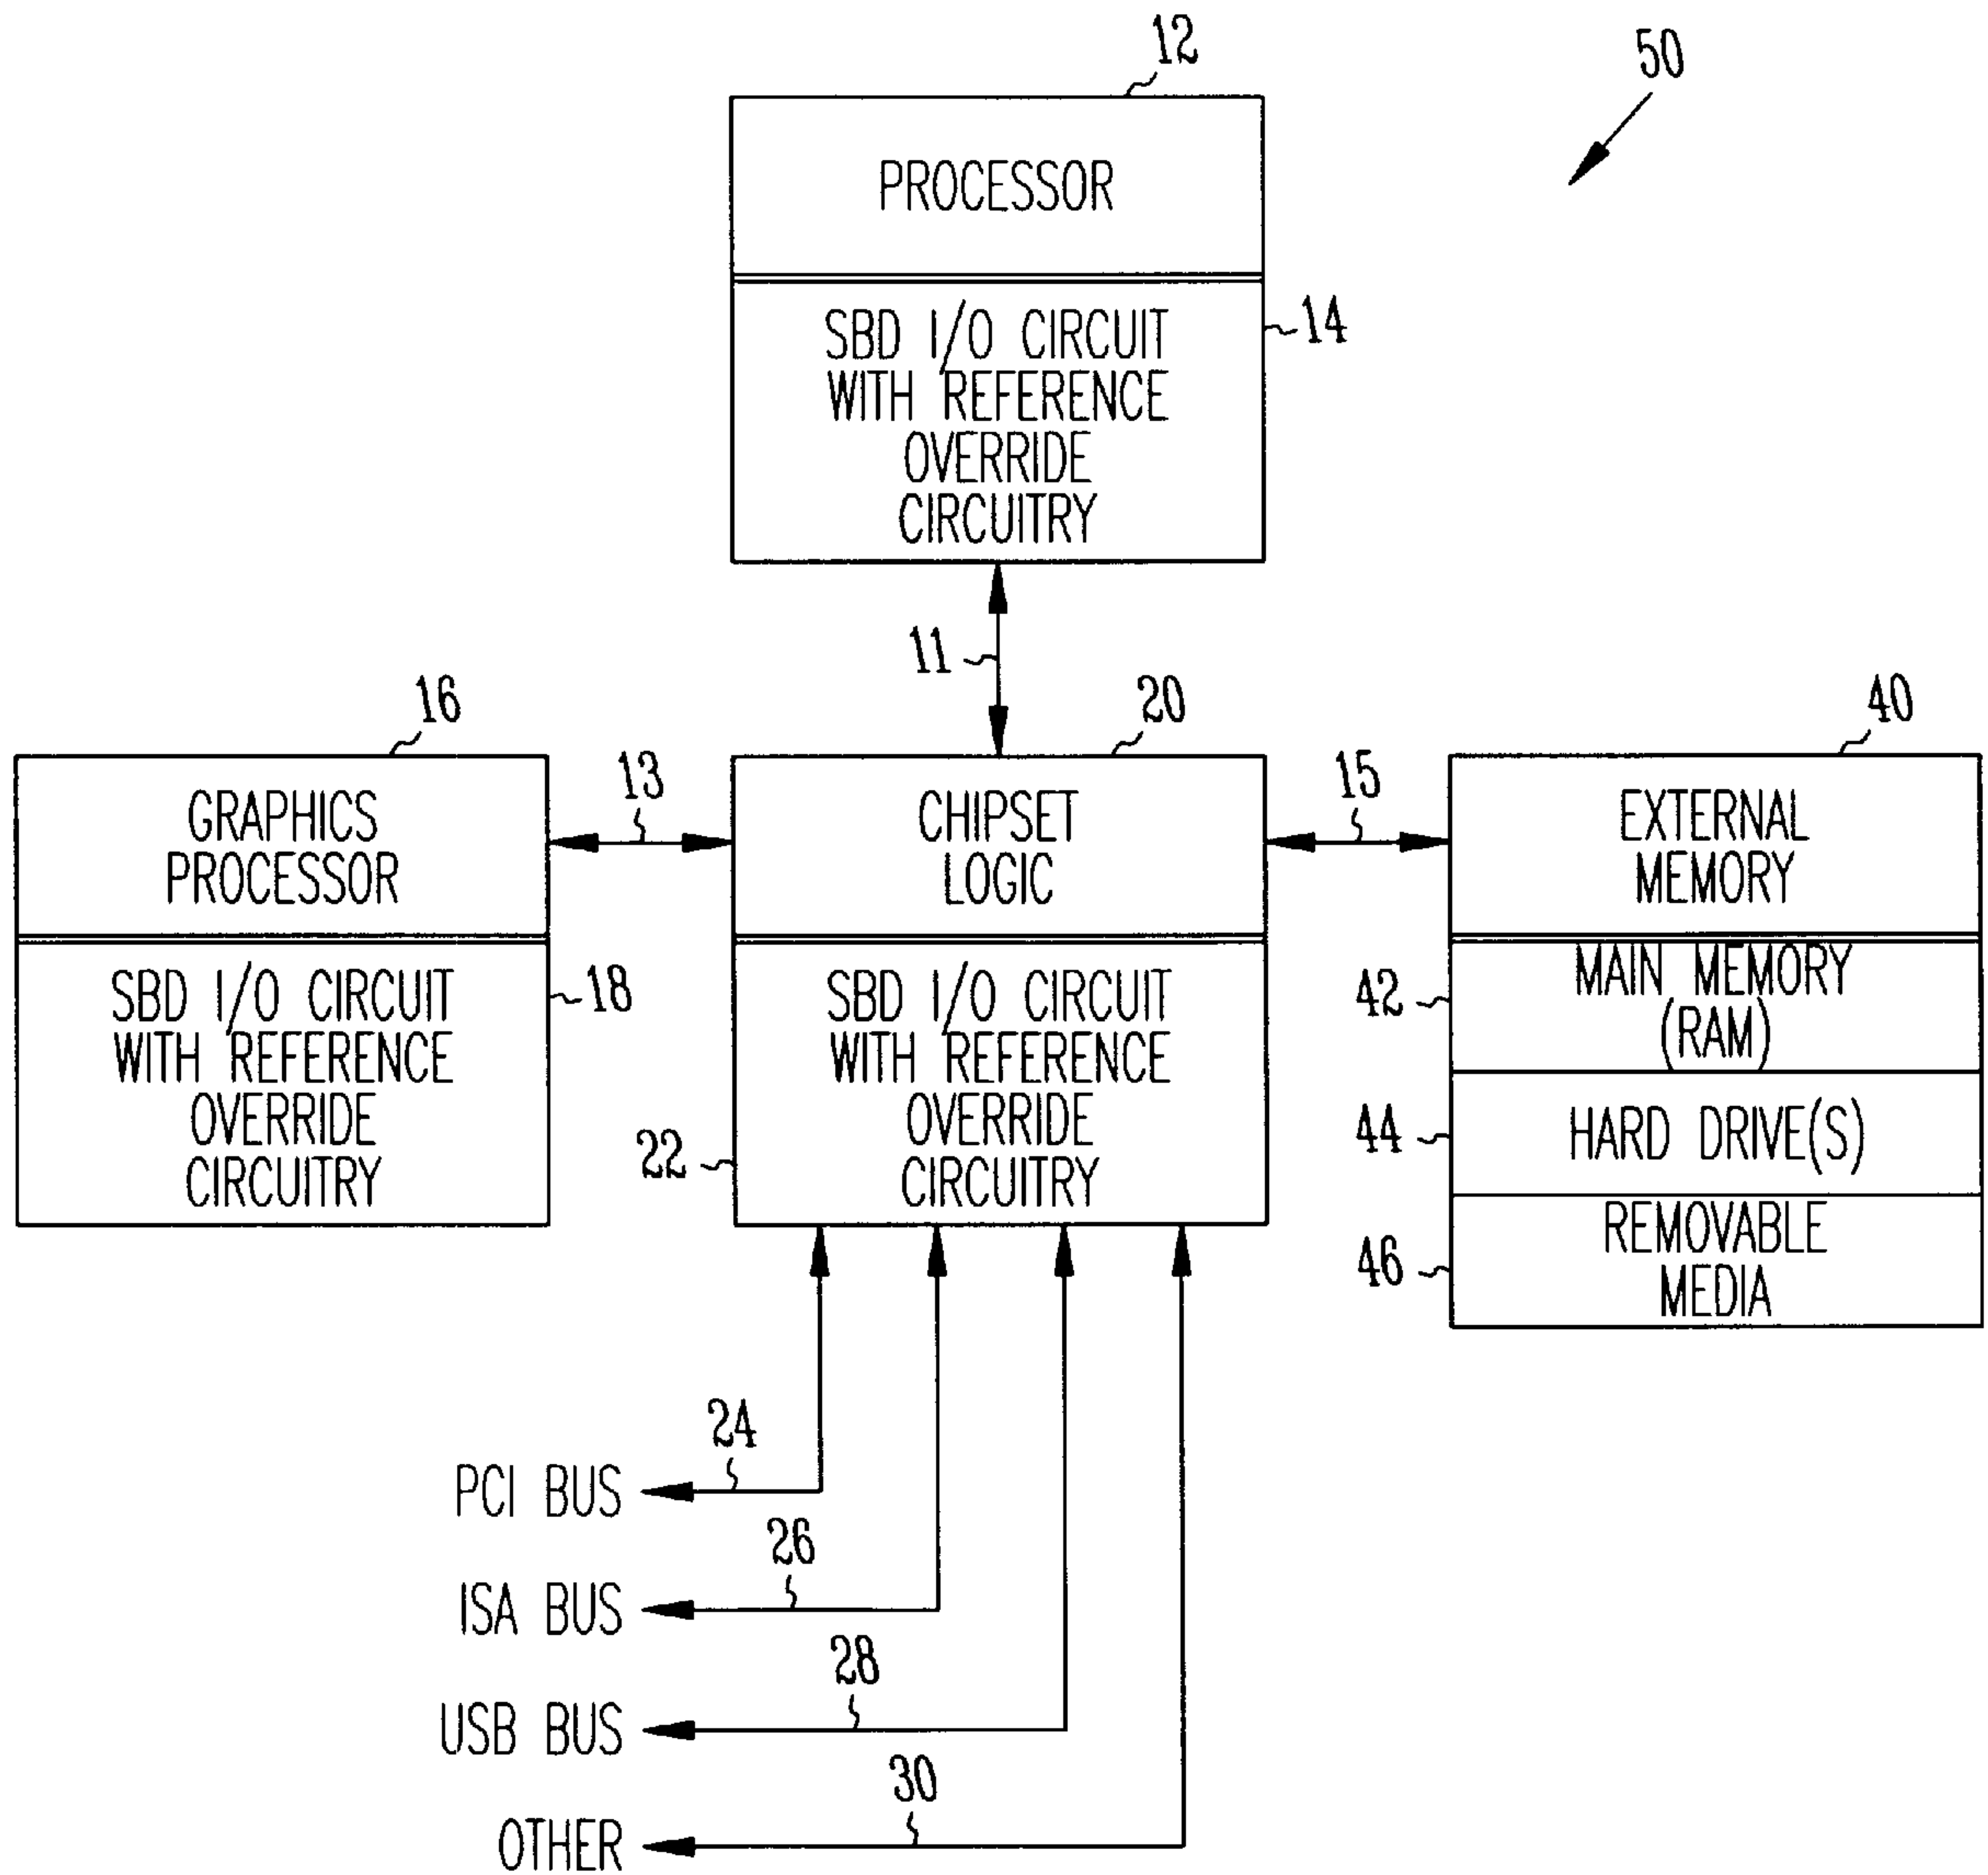 12
50
PROCESSOR
SBD I/O CIRCUIT
WITH REFERENCE
OVERRIDE
CIRCUITRY
14
11
16
GRAPHICS
PROCESSOR
SBD I/O CIRCUIT
WITH REFERENCE
OVERRIDE
CIRCUITRY
18
13
20
CHIPSET
LOGIC
SBD I/O CIRCUIT
WITH REFERENCE
OVERRIDE
CIRCUITRY
22
15
40
EXTERNAL
MEMORY
42
MAIN MEMORY
(RAM)
44
HARD DRIVE(S)
46
REMOVABLE
MEDIA
24
PCI BUS
26
ISA BUS
28
USB BUS
30
OTHER